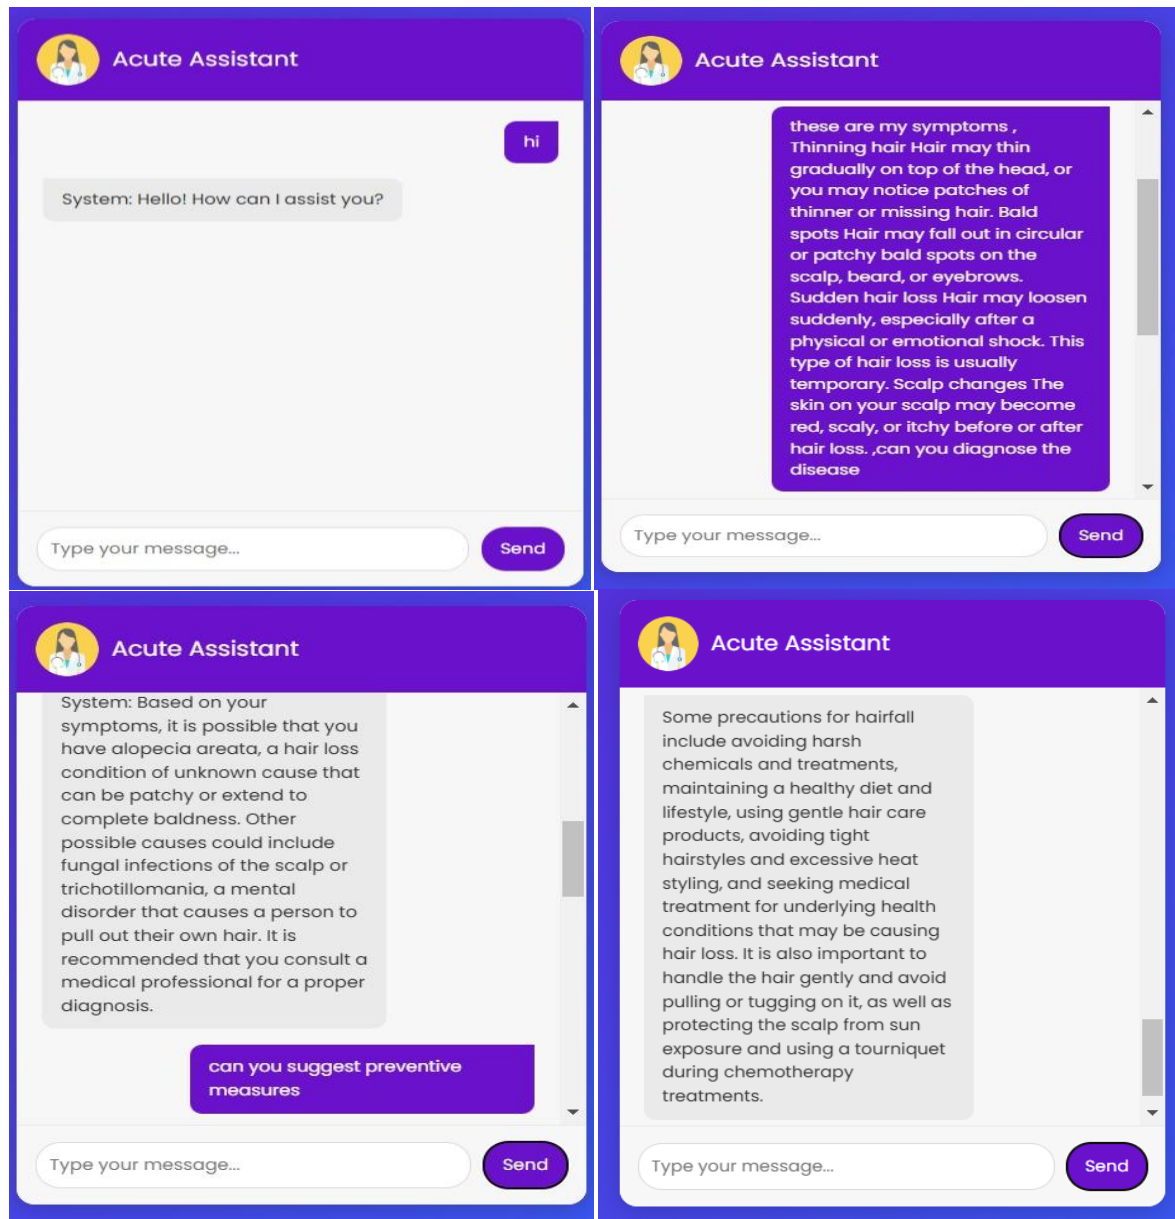 Acute Assistant
hi
System: Hello! How can I assist you?
Type your message...
Send
Acute Assistant
these are my symptoms ,
Thinning hair Hair may thin
gradually on top of the head, or
you may notice patches of
thinner or missing hair. Bald
spots Hair may fall out in circular
or patchy bald spots on the
scalp, beard, or eyebrows.
Sudden hair loss Hair may loosen
suddenly, especially after a
physical or emotional shock. This
type of hair loss is usually
temporary. Scalp changes The
skin on your scalp may become
red, scaly, or itchy before or after
hair loss. ,can you diagnose the
disease
Type your message...
Send
Acute Assistant
System: Based on your
symptoms, it is possible that you
have alopecia areata, a hair loss
condition of unknown cause that
can be patchy or extend to
complete baldness. Other
possible causes could include
fungal infections of the scalp or
trichotillomania, a mental
disorder that causes a person to
pull out their own hair. It is
recommended that you consult a
medical professional for a proper
diagnosis.
can you suggest preventive
measures
Type your message...
Send
Acute Assistant
Some precautions for hairfall
include avoiding harsh
chemicals and treatments,
maintaining a healthy diet and
lifestyle, using gentle hair care
products, avoiding tight
hairstyles and excessive heat
styling, and seeking medical
treatment for underlying health
conditions that may be causing
hair loss. It is also important to
handle the hair gently and avoid
pulling or tugging on it, as well as
protecting the scalp from sun
exposure and using a tourniquet
during chemotherapy
treatments.
Type your message...
Send